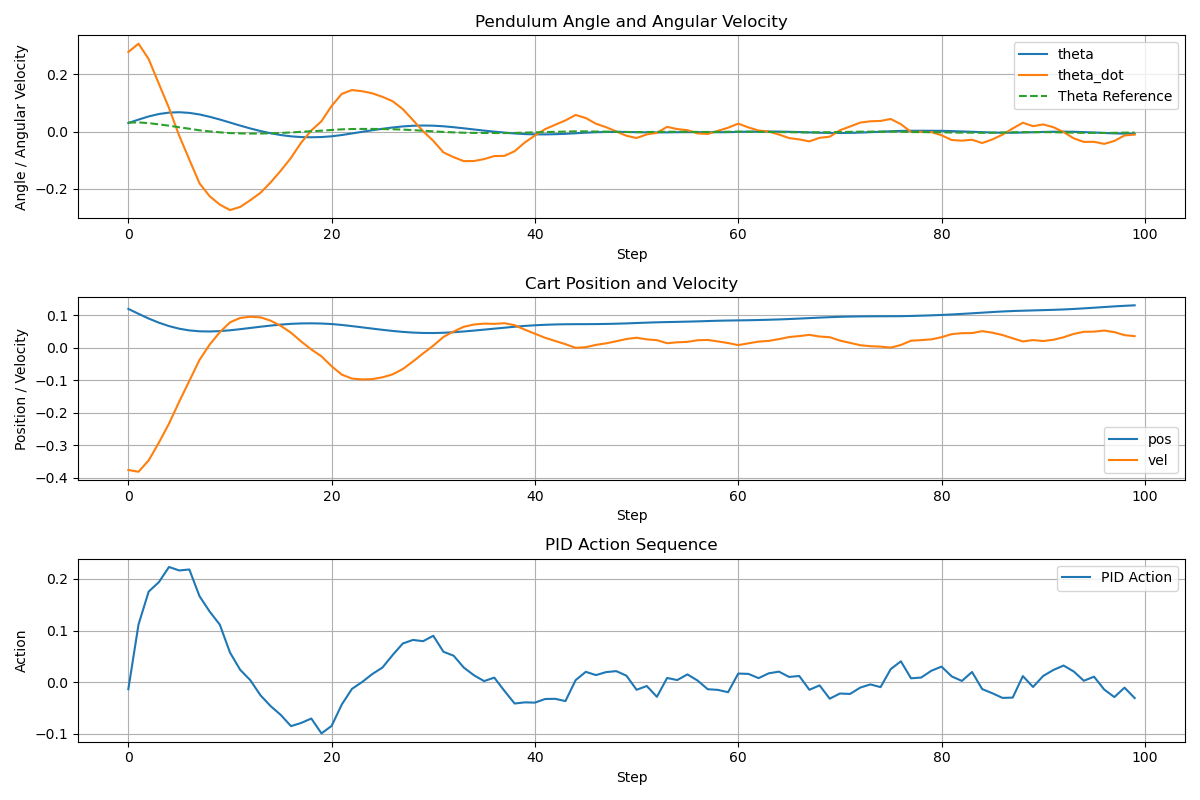 Pendulum Angle and Angular Velocity
Angle / Angular Velocity
0.2
0.0
−0.2
theta
theta_dot
Theta Reference
0 20 40 60 80 100
Step
Cart Position and Velocity
Position / Velocity
0.1
0.0
−0.1
−0.2
−0.3
−0.4
pos
vel
0 20 40 60 80 100
Step
PID Action Sequence
Action
0.2
0.1
0.0
−0.1
PID Action
0 20 40 60 80 100
Step